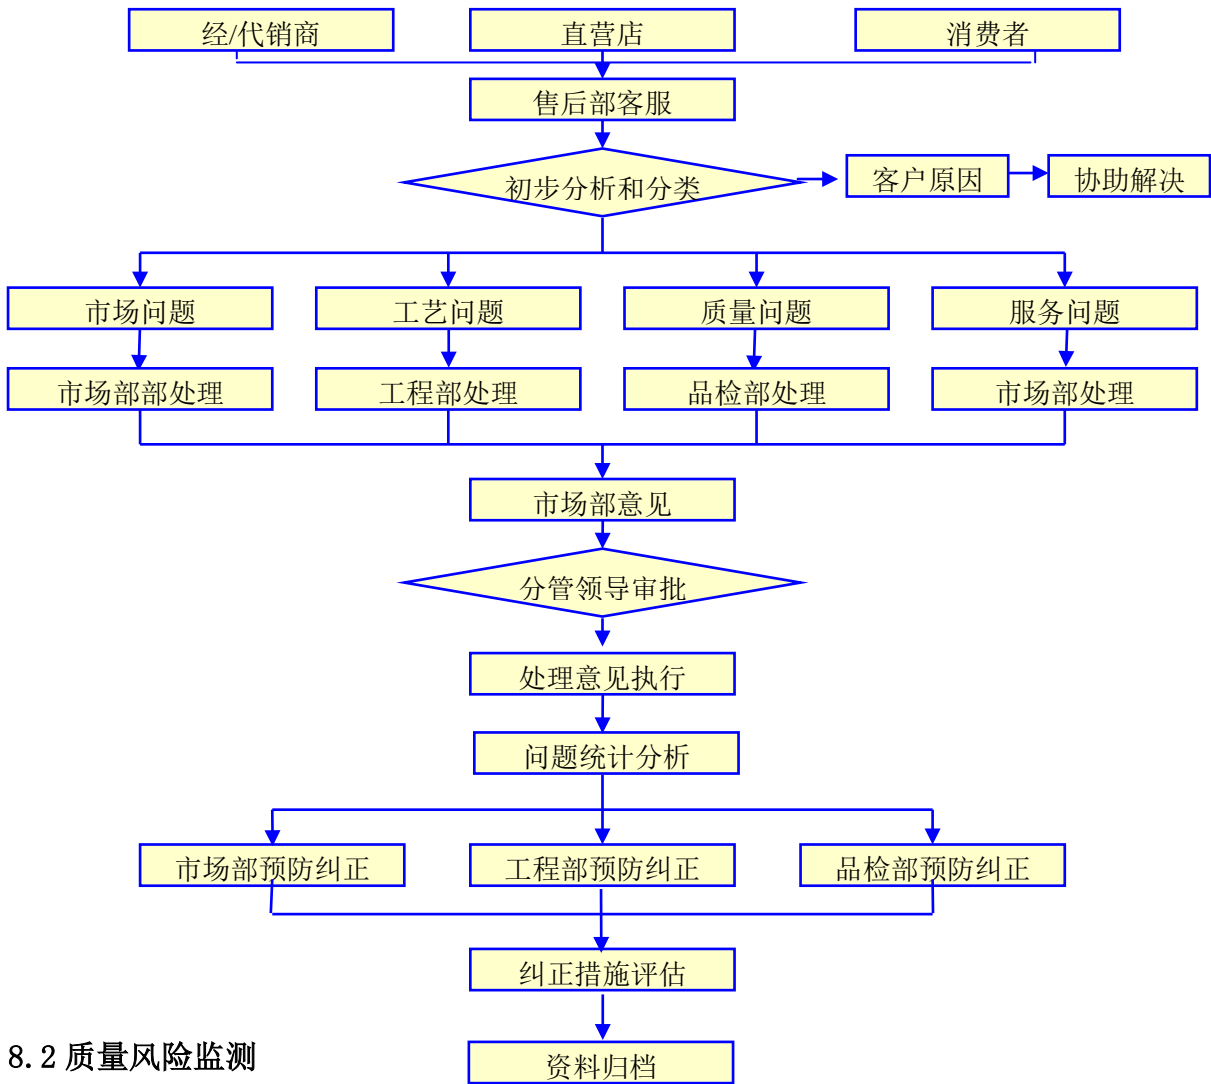 经/代销商
直营店
消费者
售后部客服
初步分析和分类
客户原因
协助解决
市场问题
工艺问题
质量问题
服务问题
市场部部处理
工程部处理
品检部处理
市场部处理
市场部意见
分管领导审批
处理意见执行
问题统计分析
市场部预防纠正
工程部预防纠正
品检部预防纠正
纠正措施评估
8.2 质量风险监测
资料归档